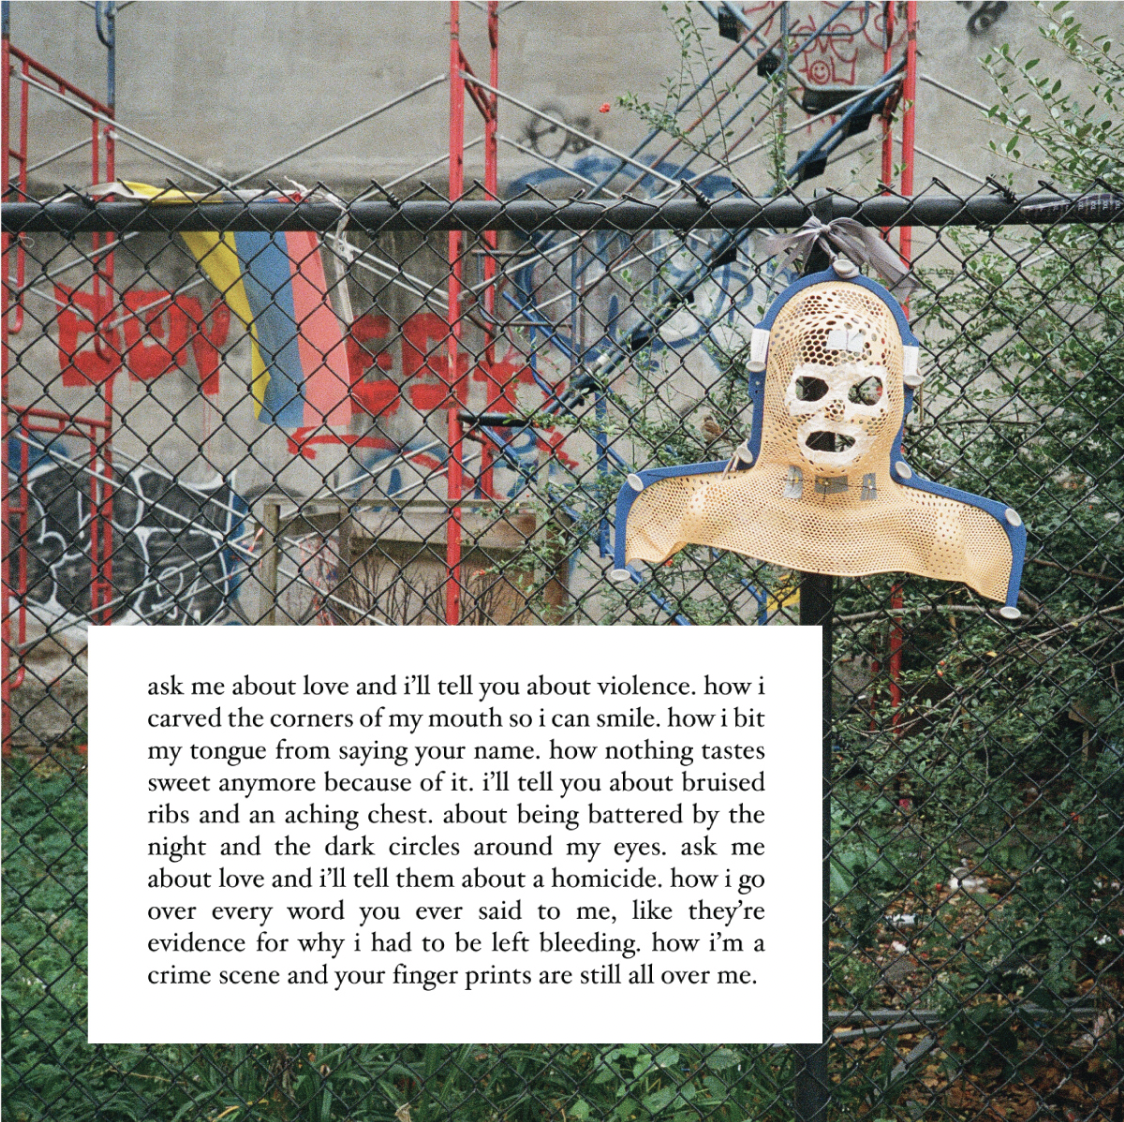 ask me about love and i’ll tell you about violence. how i
carved the corners of my mouth so i can smile. how i bit
my tongue from saying your name. how nothing tastes
sweet anymore because of it. i’ll tell you about bruised
ribs and an aching chest. about being battered by the
night and the dark circles around my eyes. ask me
about love and i’ll tell them about a homicide. how i go
over every word you ever said to me, like they’re
evidence for why i had to be left bleeding. how i’m a
crime scene and your finger prints are still all over me.